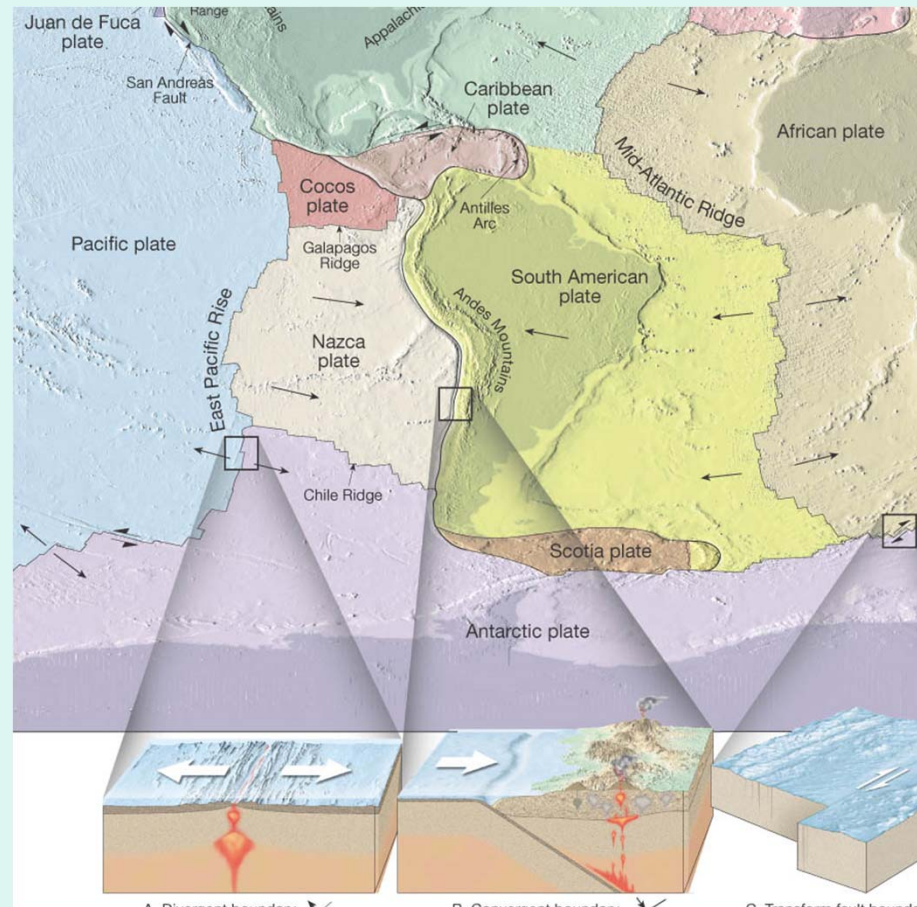 Juan de Fuca
plate
Range
San Andreas
Fault
Caribbean
plate
African plate
Mid-Atlantic Ridge
Cocos
plate
Antilles
Arc
Pacific plate
Galapagos
Ridge
South American
plate
East Pacific Rise
Nazca
plate
Andes Mountains
Chile Ridge
Scotia plate
Antarctic plate